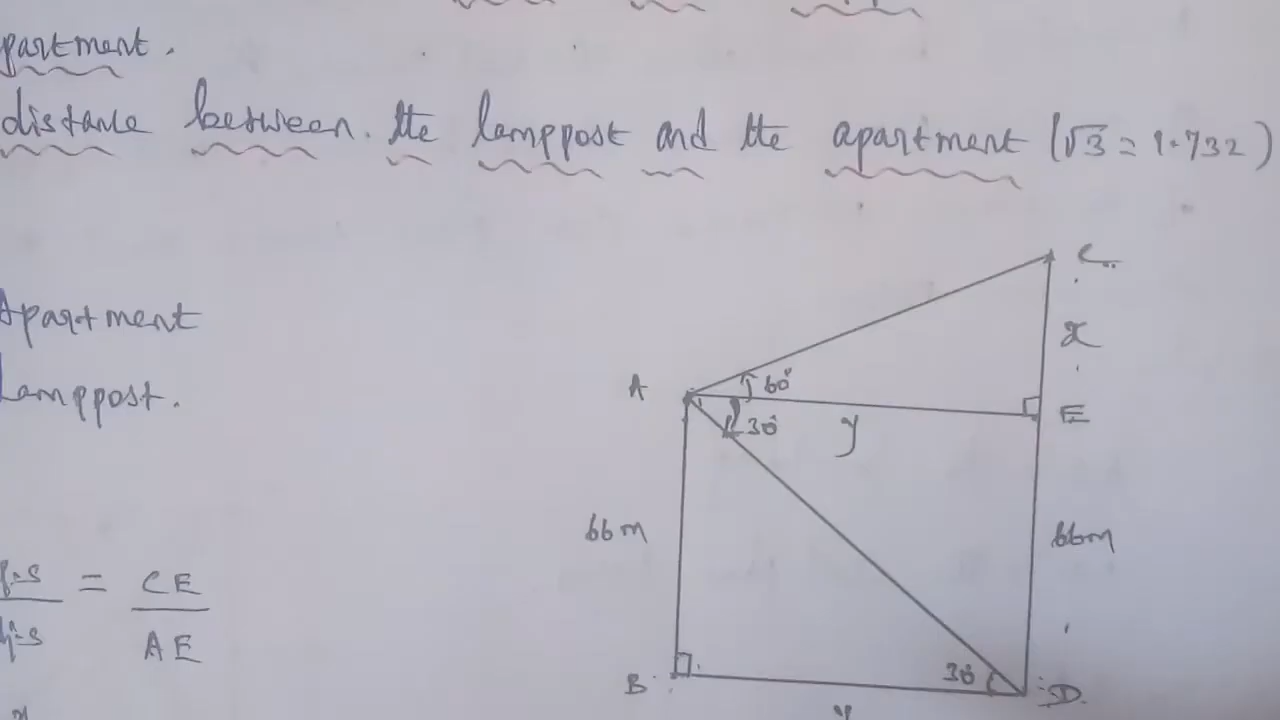 partment.
distance between the lamppost and the apartment (√3 = 1.732)
C
x
Apartment
A 60°
E
30°
y
Lamppost.
66m 66m
= CE
AE
30°
B D